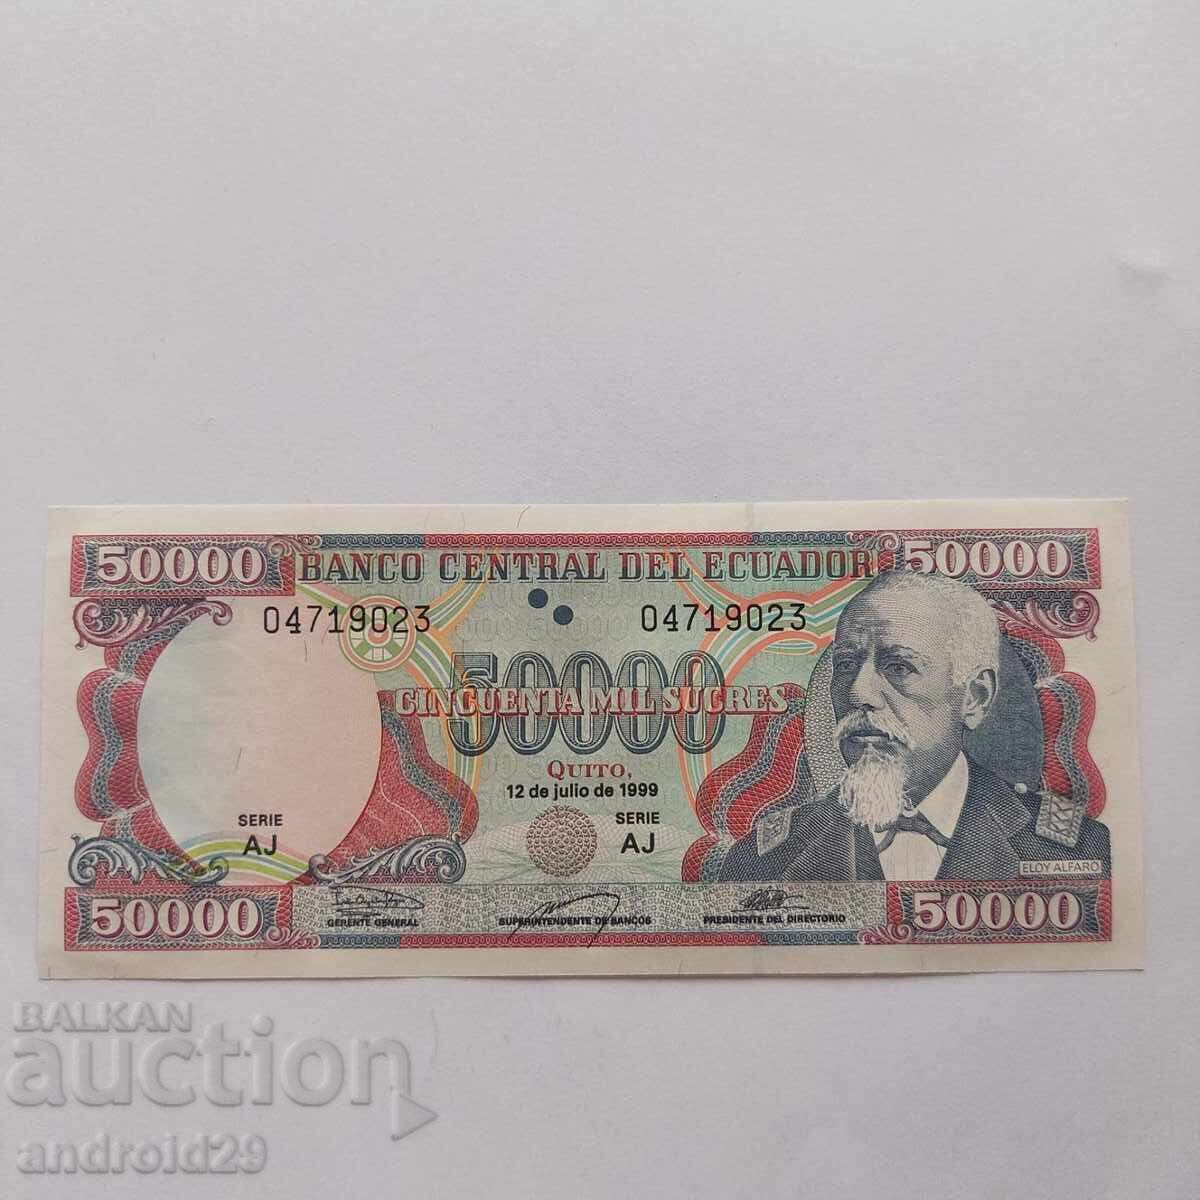 50000 BANCO CENTRAL DEL ECUADOR 50000
04719023 04719023
50000
CINCUENTA MIL SUCRES
QUITO,
12 de julio de 1999
SERIE
AJ
SERIE
AJ
ELOY ALFARO
50000
GERENTE GENERAL
SUPERINTENDENTE DE BANCOS
PRESIDENTE DEL DIRECTORIO
50000
BALKAN
auction
android29